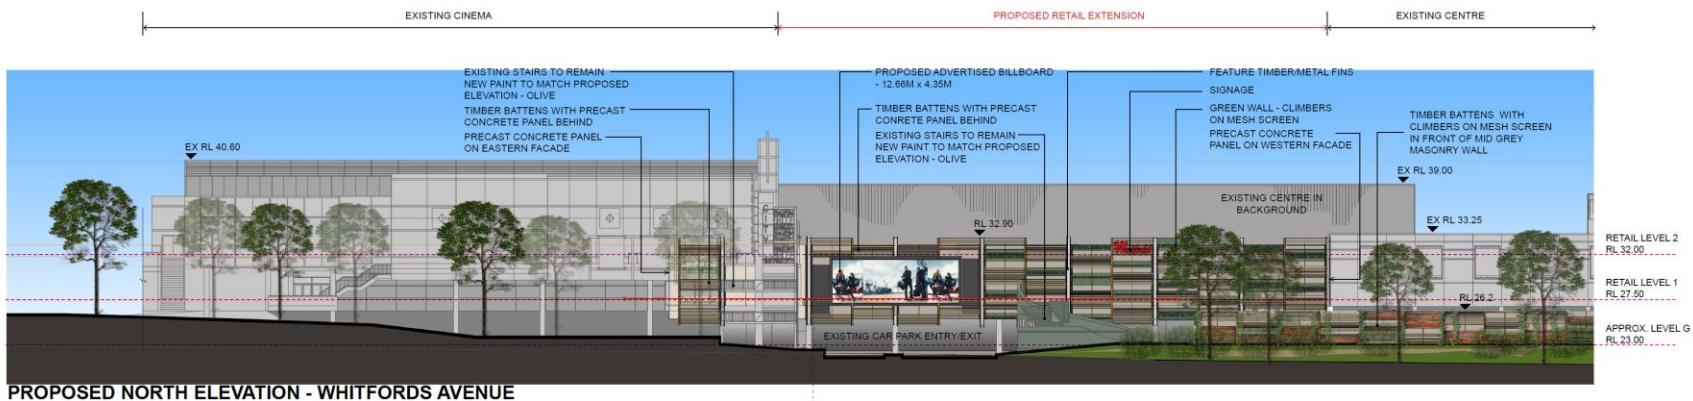 EXISTING CINEMA
PROPOSED RETAIL EXTENSION
EXISTING CENTRE
EXISTING STAIRS TO REMAIN
NEW PAINT TO MATCH PROPOSED
ELEVATION - OLIVE
TIMBER BATTENS WITH PRECAST
CONCRETE PANEL BEHIND
PRECAST CONCRETE PANEL
ON EASTERN FACADE
PROPOSED ADVERTISED BILLBOARD
- 12.66M x 4.35M
TIMBER BATTENS WITH PRECAST
CONRETE PANEL BEHIND
EXISTING STAIRS TO REMAIN
NEW PAINT TO MATCH PROPOSED
ELEVATION - OLIVE
FEATURE TIMBER/METAL FINS
SIGNAGE
GREEN WALL - CLIMBERS
ON MESH SCREEN
PRECAST CONCRETE
PANEL ON WESTERN FACADE
TIMBER BATTENS WITH
CLIMBERS ON MESH SCREEN
IN FRONT OF MID GREY
MASONRY WALL
EX RL 40.60
EX RL 39.00
EXISTING CENTRE IN
BACKGROUND
RL 32.90
EX RL 33.25
RETAIL LEVEL 2
RL 32.00
RETAIL LEVEL 1
RL 27.50
RL 26.2
APPROX. LEVEL G
RL 23.00
EXISTING CAR PARK ENTRY/EXIT
PROPOSED NORTH ELEVATION - WHITFORDS AVENUE